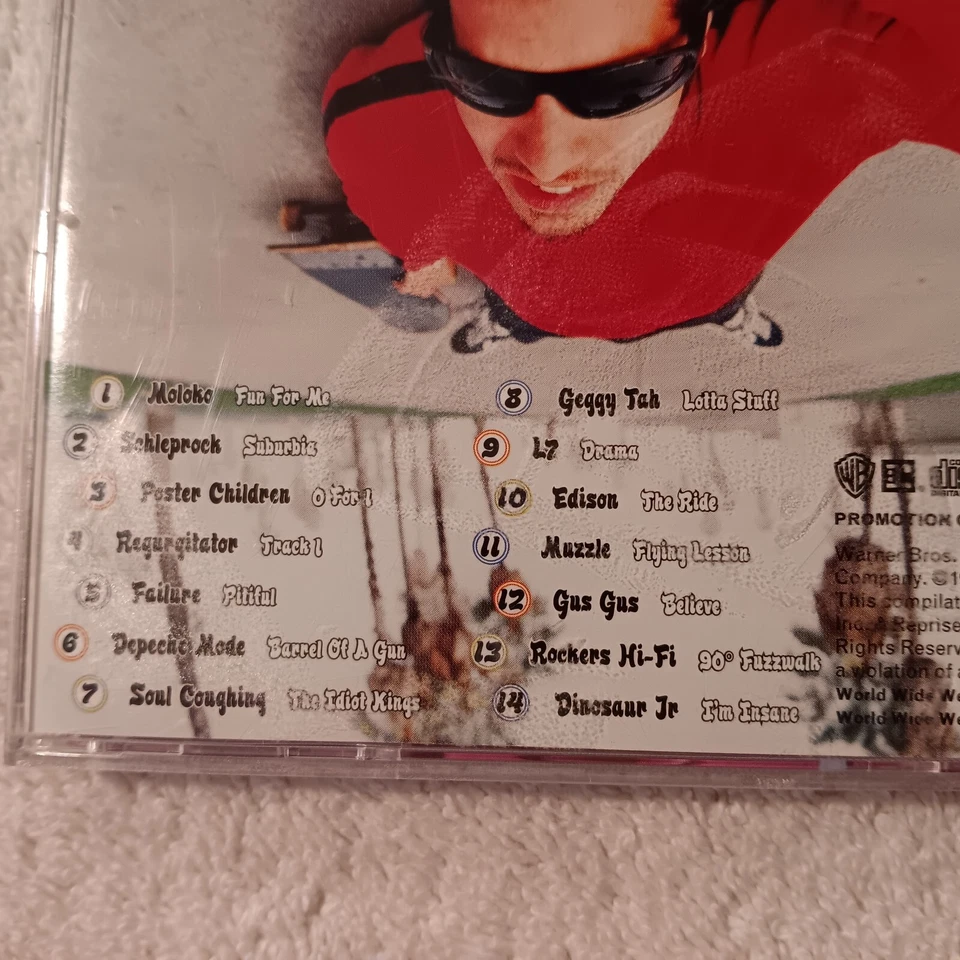 1 Moloko Fun For Me
2 Schleprock Suburbia
3 Poster Children 0 For 1
4 Regurgitator Track 1
5 Failure Pitiful
6 Depeche Mode Barrel Of A Gun
7 Soul Coughing The Idiot Kings
8 Geggy Tah Lotta Stuff
9 L7 Drama
10 Edison The Ride
11 Muzzle Flying Lesson
12 Gus Gus Believe
13 Rockers Hi-Fi 90º Fuzzwalk
14 Dinosaur Jr I'm Insane
WB
PROMOTION
Warner Bros.
Company. ©19
This compilat
Inc. A Reprise
Rights Reserv
a violation of a
World Wide We
World Wide We